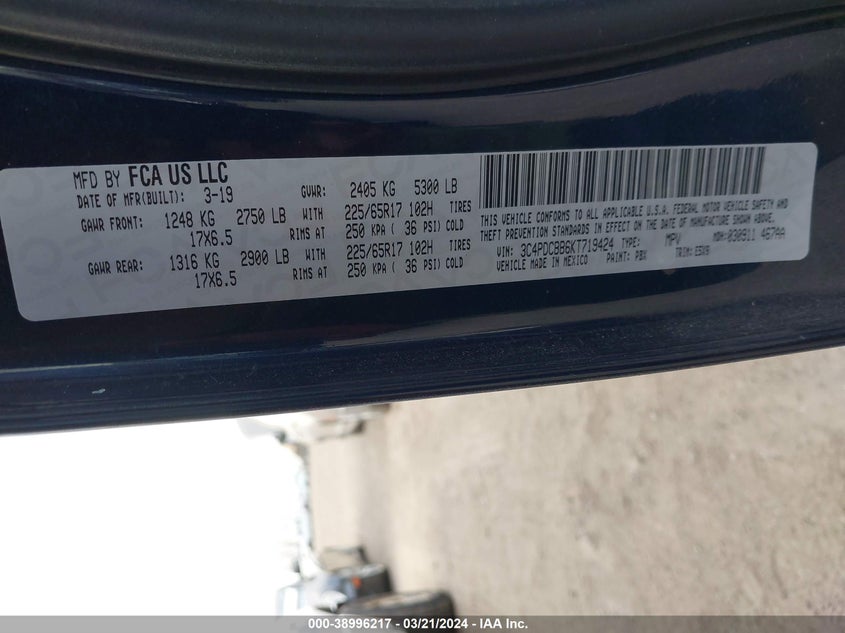 MFD BY FCA US LLC
DATE OF MFR(BUILT): 3-19 GVWR: 2405 KG 5300 LB
GAWR FRONT: 1248 KG 2750 LB WITH 225/65R17 102H TIRES
17X6.5 RIMS AT 250 KPA ( 36 PSI) COLD
GAWR REAR: 1316 KG 2900 LB WITH 225/65R17 102H TIRES
17X6.5 RIMS AT 250 KPA ( 36 PSI) COLD
THIS VEHICLE CONFORMS TO ALL APPLICABLE U.S.A. FEDERAL MOTOR VEHICLE SAFETY AND
THEFT PREVENTION STANDARDS IN EFFECT ON THE DATE OF MANUFACTURE SHOWN ABOVE.
VIN: 3C4PDCBB6KT719424 TYPE: MPV MDH: 030911 467AA
MADE IN MEXICO PAINT: PBX TRIM: E5X9
000-38996217 - 03/21/2024 - IAA Inc.